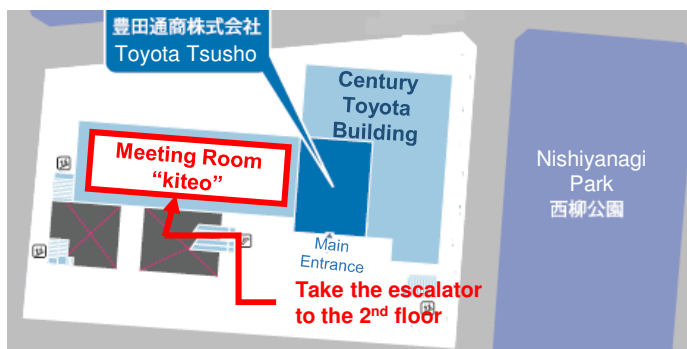 豊田通商株式会社
Toyota Tsusho
Century
Toyota
Building
Meeting Room
“kiteo”
Nishiyanagi
Park
西柳公園
Main
Entrance
Take the escalator
to the 2nd floor